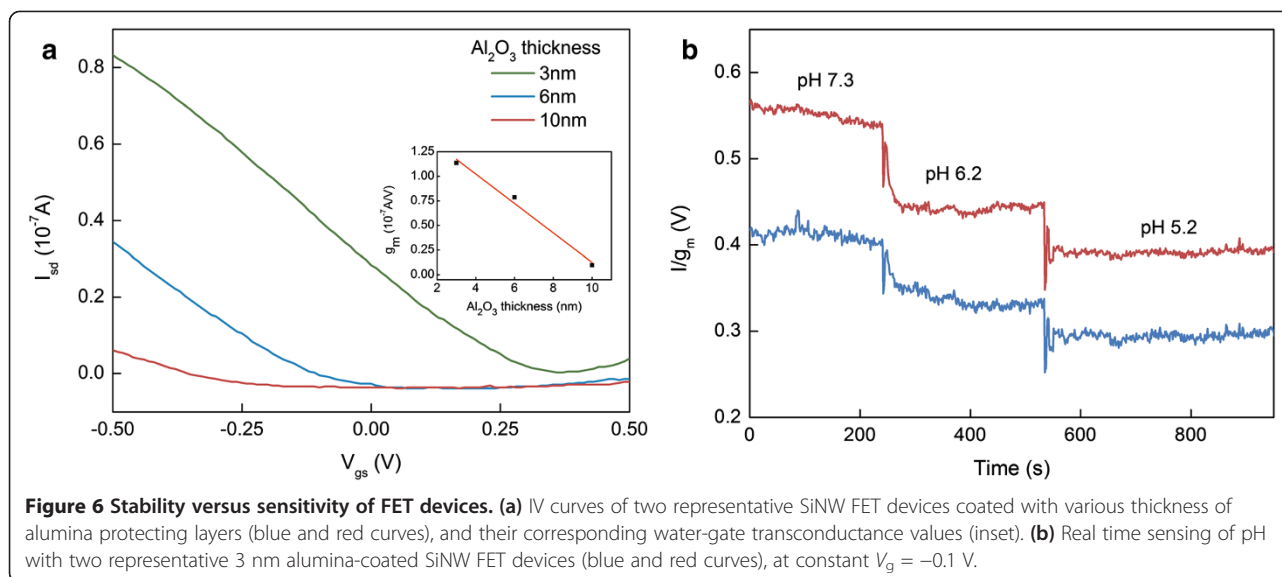 a
Al₂O₃ thickness
3nm
6nm
10nm
0.8
0.6
0.4
0.2
0.0
I_sd (10⁻⁷A)
-0.50
-0.25
0.00
0.25
0.50
V_gs (V)
1.25
1.00
0.75
0.50
0.25
0.00
g_m (10⁻⁷A/V)
2
4
6
8
10
Al₂O₃ thickness (nm)
b
pH 7.3
pH 6.2
pH 5.2
0.6
0.5
0.4
0.3
0.2
I/g_m (V)
0
200
400
600
800
Time (s)
Figure 6 Stability versus sensitivity of FET devices. (a) IV curves of two representative SiNW FET devices coated with various thickness of
alumina protecting layers (blue and red curves), and their corresponding water-gate transconductance values (inset). (b) Real time sensing of pH
with two representative 3 nm alumina-coated SiNW FET devices (blue and red curves), at constant V_g = −0.1 V.